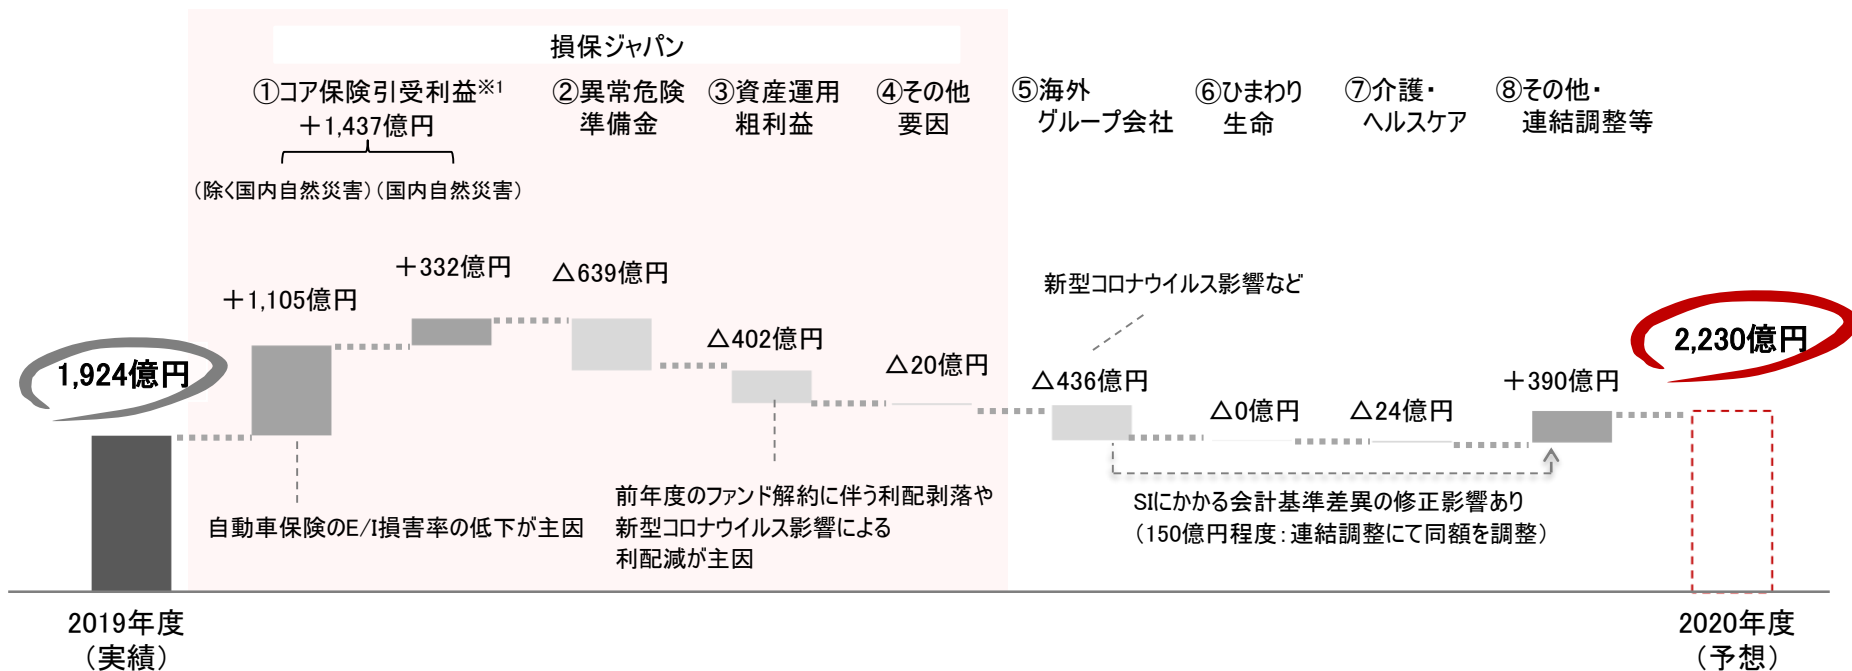 損保ジャパン
①コア保険引受利益※1
＋1,437億円
（除く国内自然災害）（国内自然災害）
②異常危険
準備金
③資産運用
粗利益
④その他
要因
⑤海外
グループ会社
⑥ひまわり
生命
⑦介護・
ヘルスケア
⑧その他・
連結調整等
1,924億円
＋1,105億円
＋332億円
△639億円
△402億円
△20億円
新型コロナウイルス影響など
△436億円
△0億円
△24億円
＋390億円
2,230億円
自動車保険のE/I損害率の低下が主因
前年度のファンド解約に伴う利配剥落や
新型コロナウイルス影響による
利配減が主因
SIにかかる会計基準差異の修正影響あり
（150億円程度：連結調整にて同額を調整）
2019年度
（実績）
2020年度
（予想）